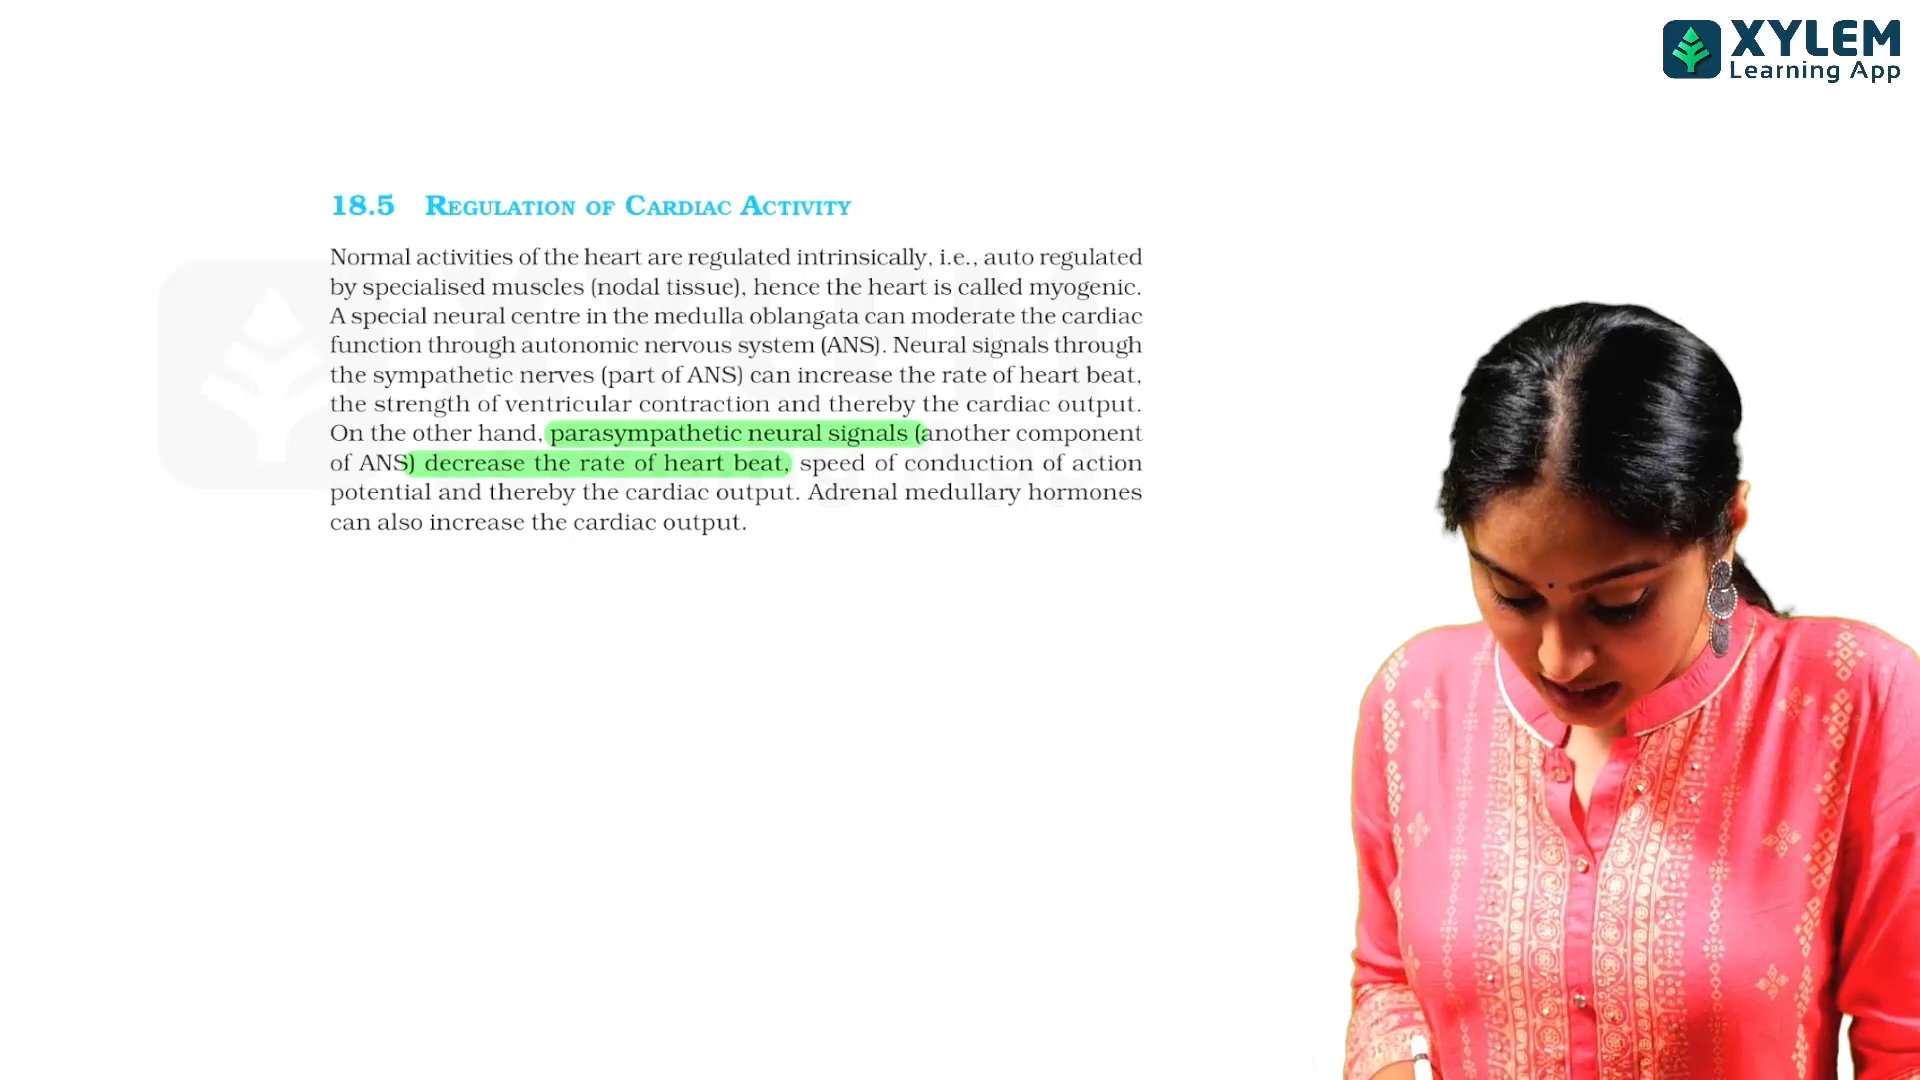 XYLEM
Learning App
18.5 REGULATION OF CARDIAC ACTIVITY
Normal activities of the heart are regulated intrinsically, i.e., auto regulated
by specialised muscles (nodal tissue), hence the heart is called myogenic.
A special neural centre in the medulla oblangata can moderate the cardiac
function through autonomic nervous system (ANS). Neural signals through
the sympathetic nerves (part of ANS) can increase the rate of heart beat,
the strength of ventricular contraction and thereby the cardiac output.
On the other hand, parasympathetic neural signals (another component
of ANS) decrease the rate of heart beat, speed of conduction of action
potential and thereby the cardiac output. Adrenal medullary hormones
can also increase the cardiac output.